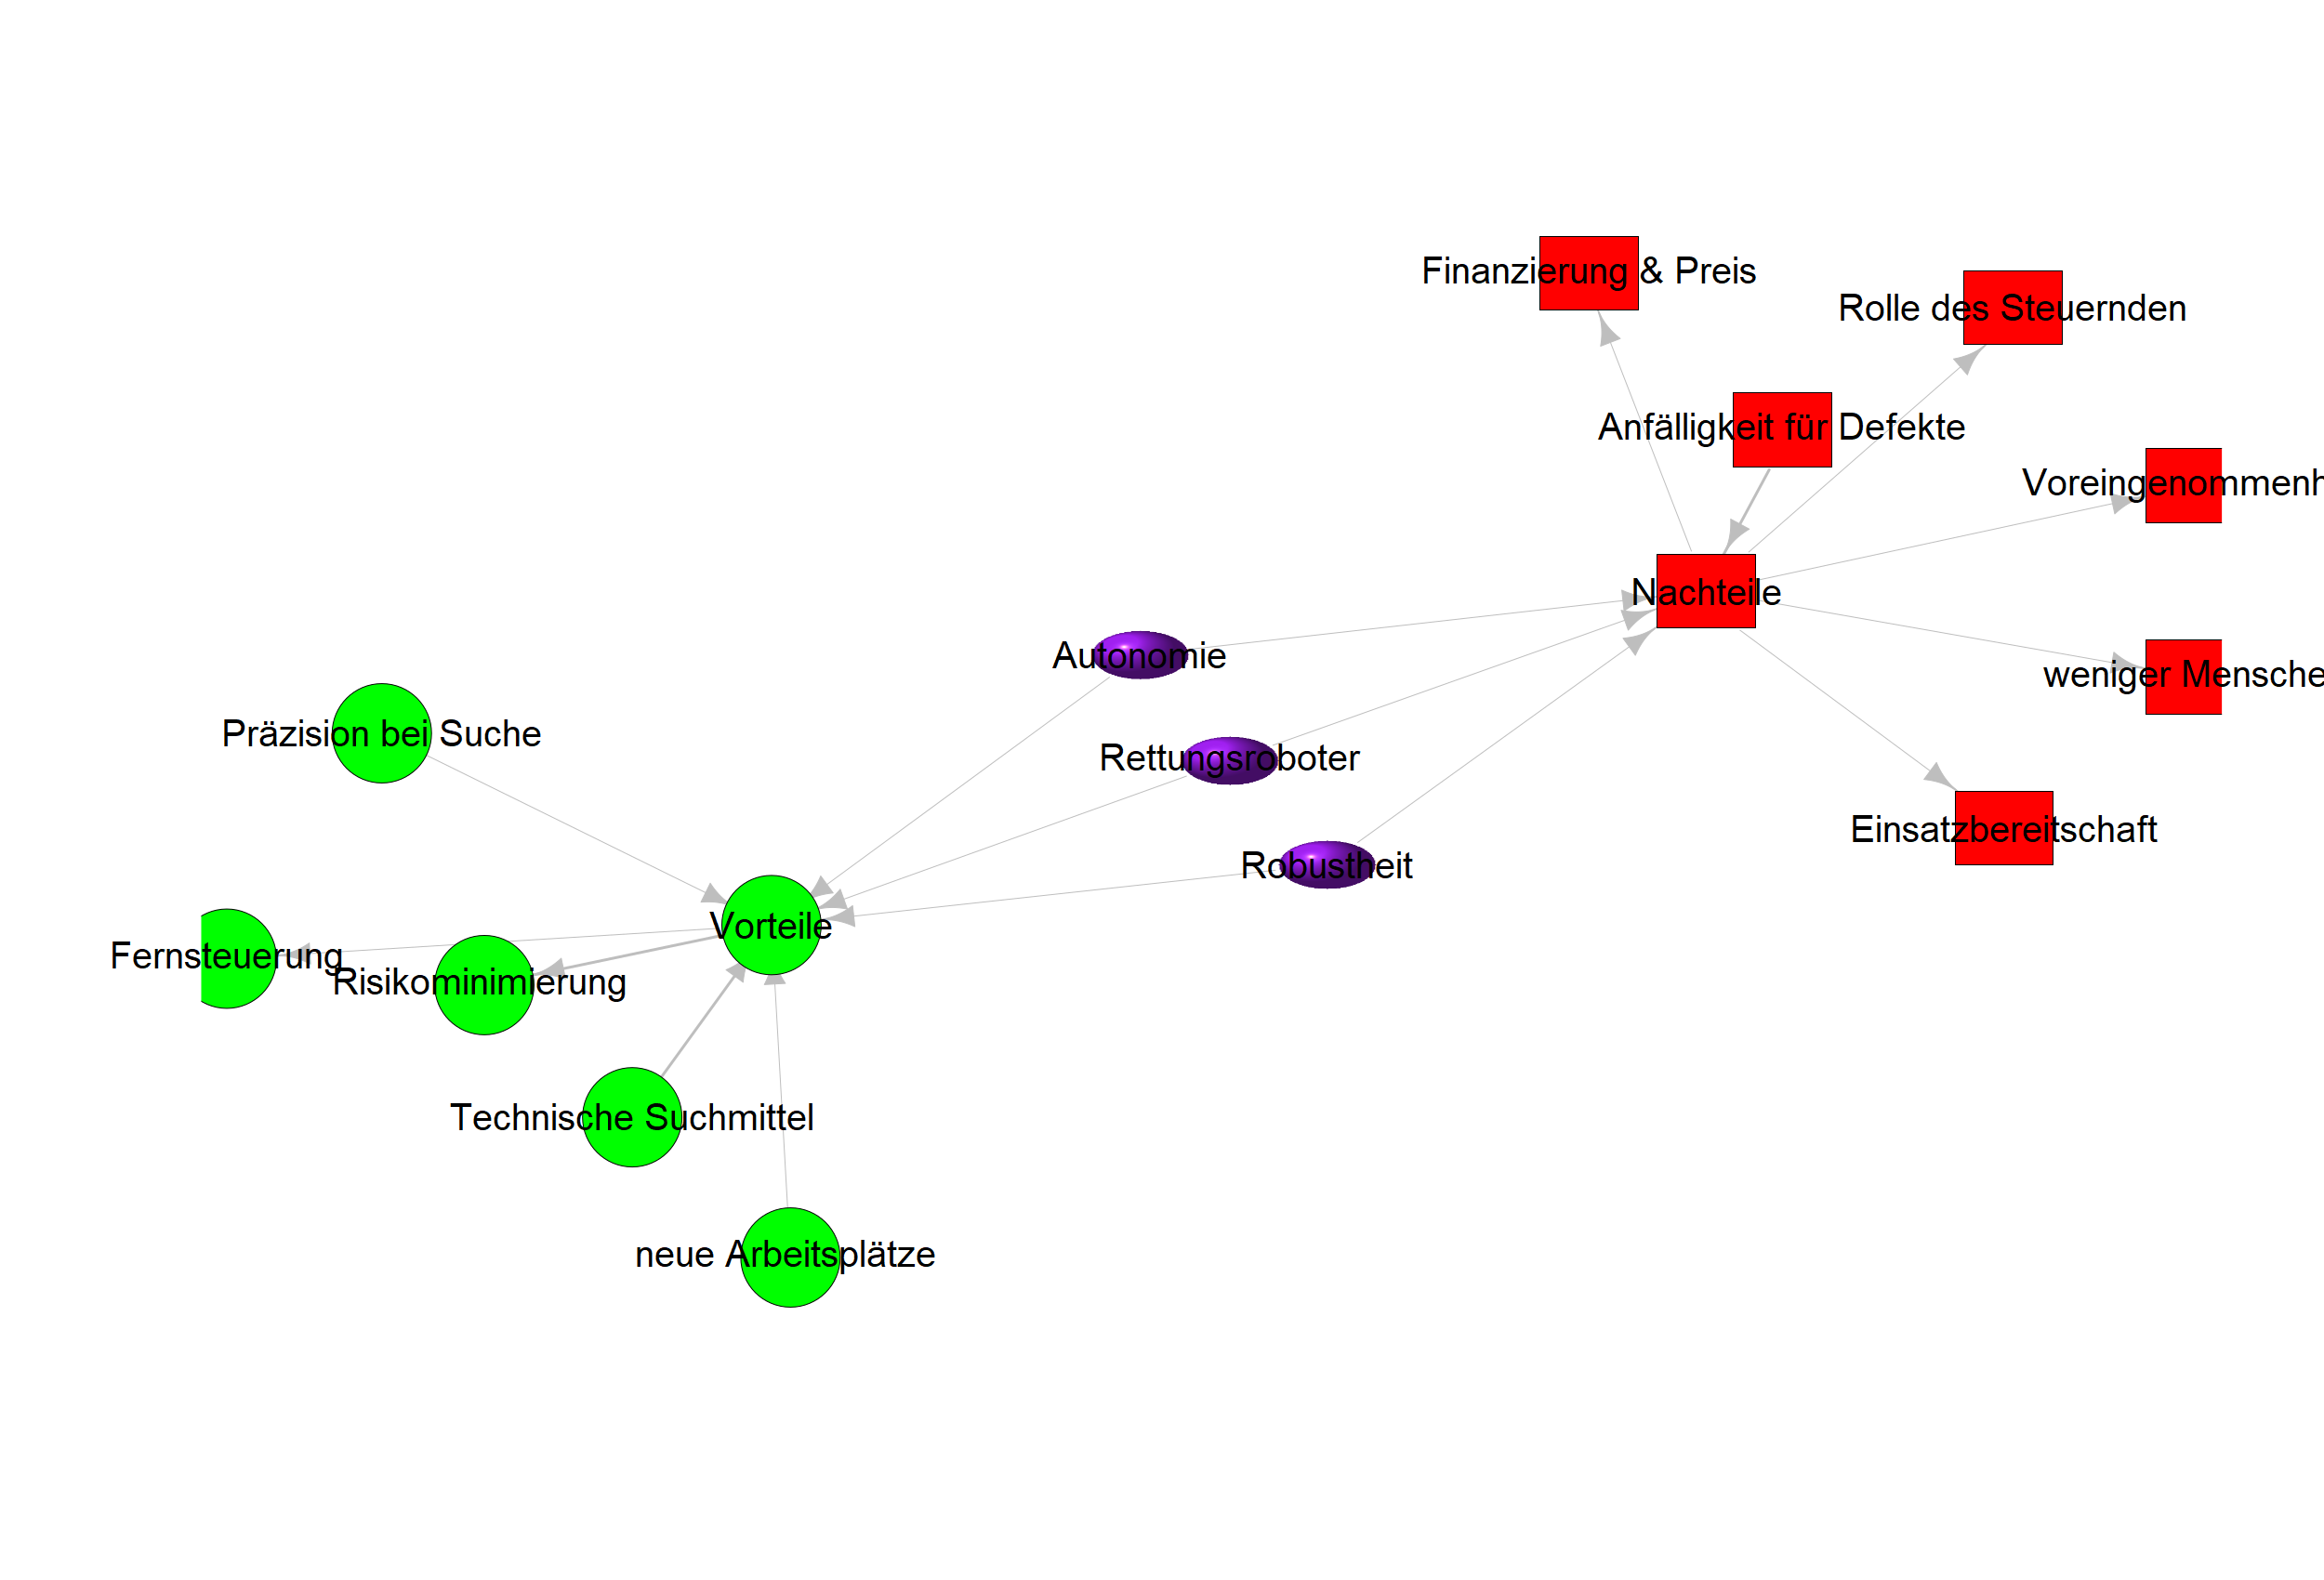 Finanzierung & Preis
Rolle des Steuernden
Anfälligkeit für Defekte
Voreingenommenh
Nachteile
Autonomie
weniger Mensche
Präzision bei Suche
Rettungsroboter
Einsatzbereitschaft
Robustheit
Vorteile
Fernsteuerung
Risikominimierung
Technische Suchmittel
neue Arbeitsplätze